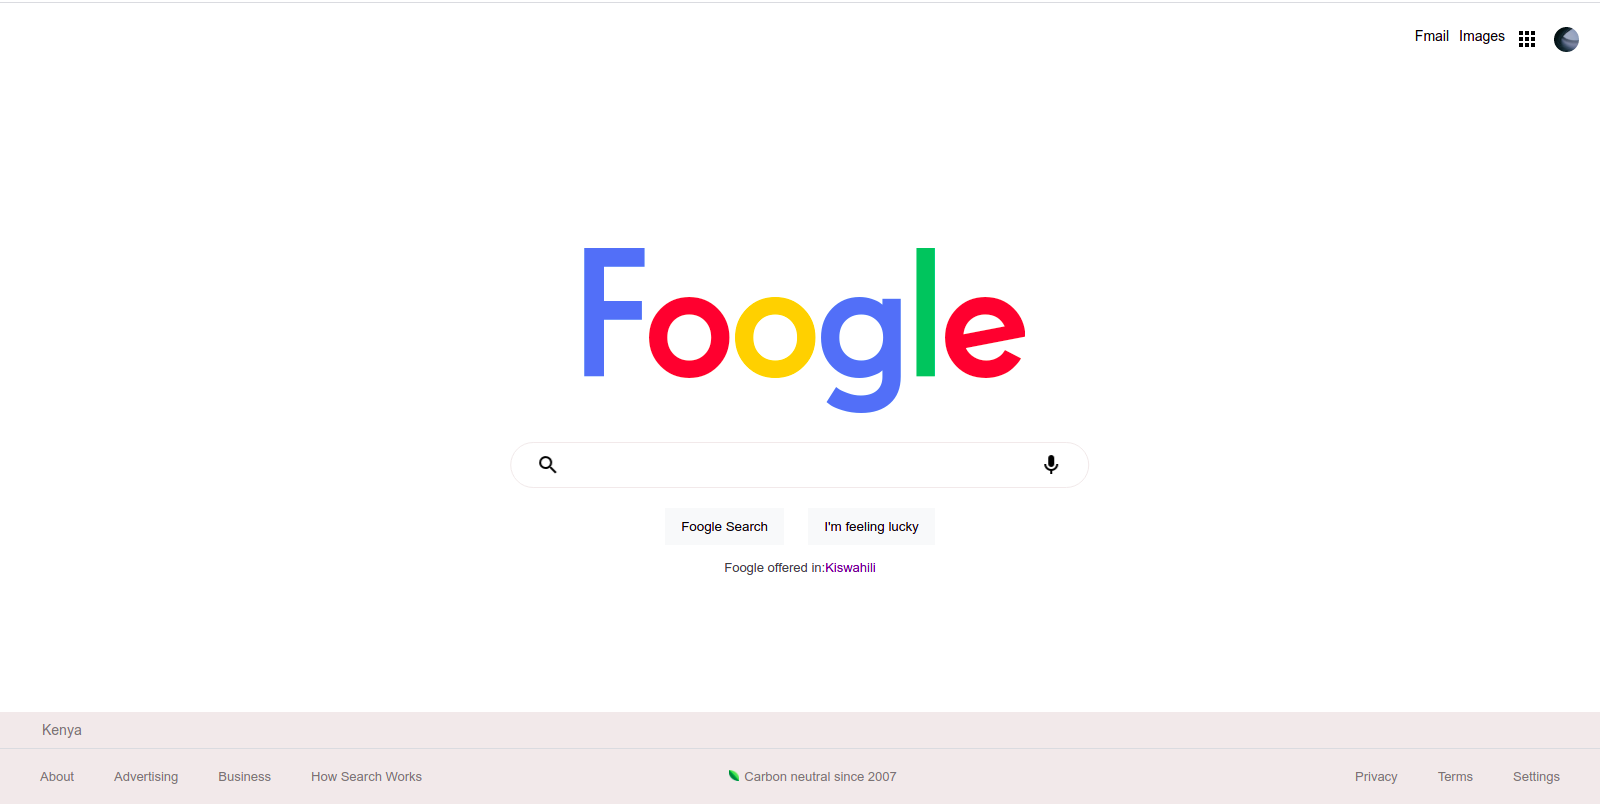 Fmail Images
Foogle
Foogle Search I'm feeling lucky
Foogle offered in:Kiswahili
Kenya
About Advertising Business How Search Works Carbon neutral since 2007 Privacy Terms Settings